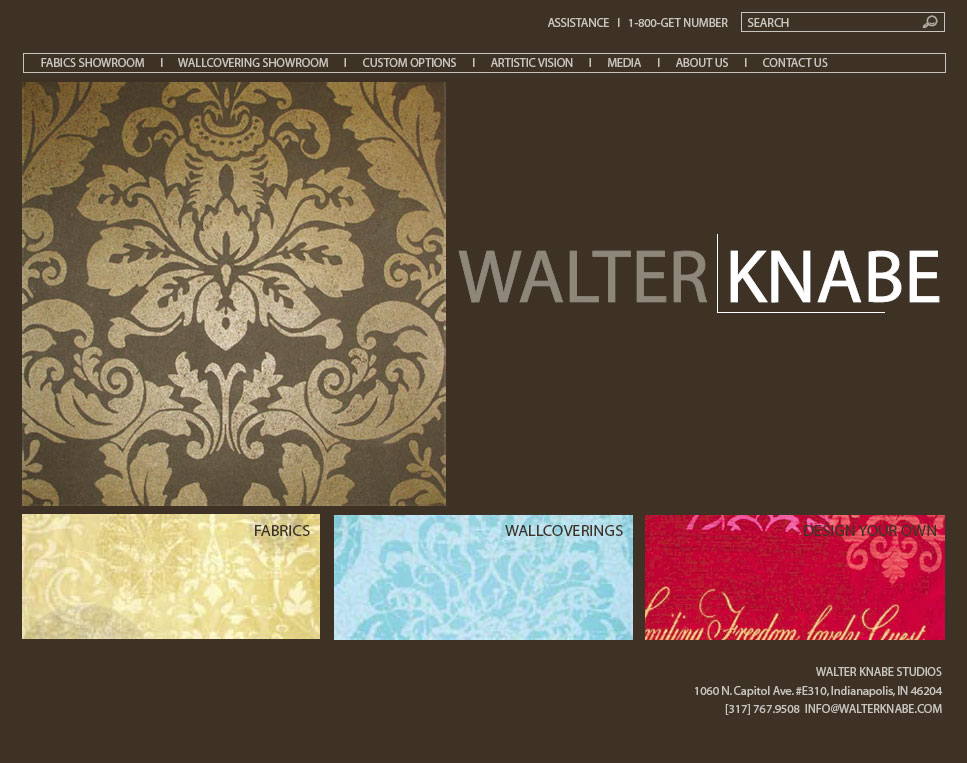 ASSISTANCE I 1-800-GET NUMBER SEARCH
FABICS SHOWROOM I WALLCOVERING SHOWROOM I CUSTOM OPTIONS I ARTISTIC VISION I MEDIA I ABOUT US I CONTACT US
WALTER KNABE
FABRICS
WALLCOVERINGS
DESIGN YOUR OWN
Freedom lovely Guest
WALTER KNABE STUDIOS
1060 N. Capitol Ave. #E310, Indianapolis, IN 46204
[317] 767.9508 INFO@WALTERKNABE.COM